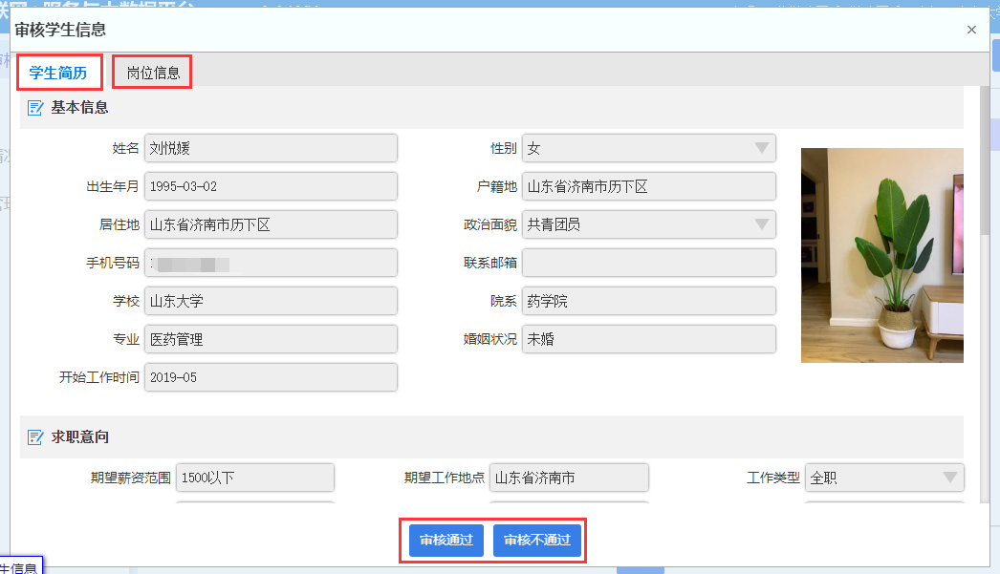 审核学生信息 ×
学生简历 岗位信息
基本信息
姓名 刘悦媛 性别 女
出生年月 1995-03-02 户籍地 山东省济南市历下区
居住地 山东省济南市历下区 政治面貌 共青团员
手机号码 联系邮箱
学校 山东大学 院系 药学院
专业 医药管理 婚姻状况 未婚
开始工作时间 2019-05
求职意向
期望薪资范围 1500以下 期望工作地点 山东省济南市 工作类型 全职
审核通过 审核不通过
生信息